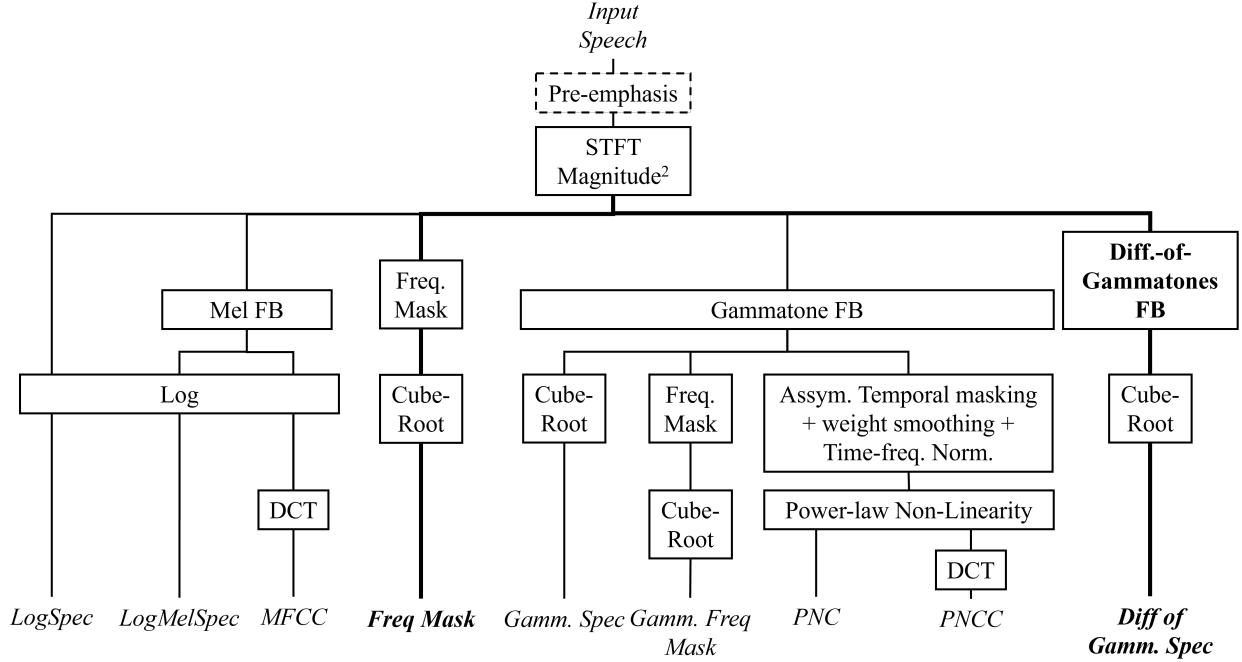 Input
Speech
Pre-emphasis
STFT
Magnitude²
Diff.-of-
Gammatones
FB
Freq.
Mask
Mel FB
Gammatone FB
Log
Cube-
Root
Cube-
Root
Freq.
Mask
Assym. Temporal masking
+ weight smoothing +
Time-freq. Norm.
Cube-
Root
DCT
Cube-
Root
Power-law Non-Linearity
DCT
LogSpec
LogMelSpec
MFCC
Freq Mask
Gamm. Spec
Gamm. Freq
Mask
PNC
PNCC
Diff of
Gamm. Spec